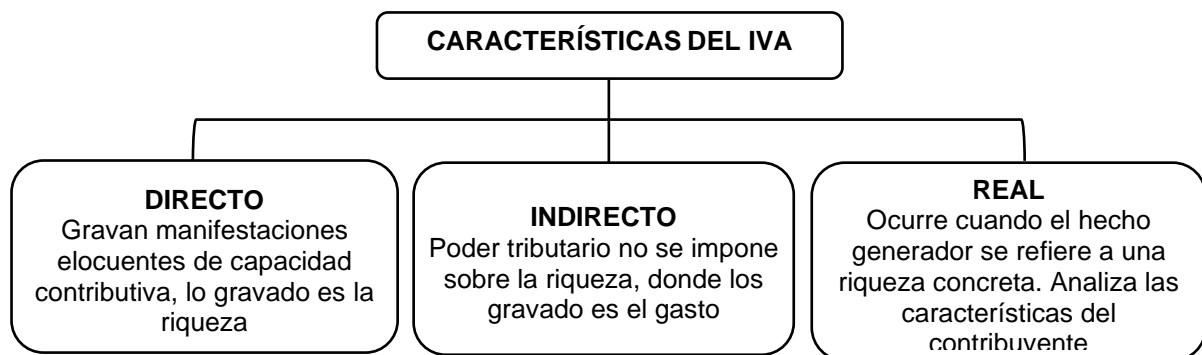 CARACTERÍSTICAS DEL IVA
DIRECTO
Gravan manifestaciones
elocuentes de capacidad
contributiva, lo gravado es la
riqueza
INDIRECTO
Poder tributario no se impone
sobre la riqueza, donde los
gravado es el gasto
REAL
Ocurre cuando el hecho
generador se refiere a una
riqueza concreta. Analiza las
características del
contribuyente